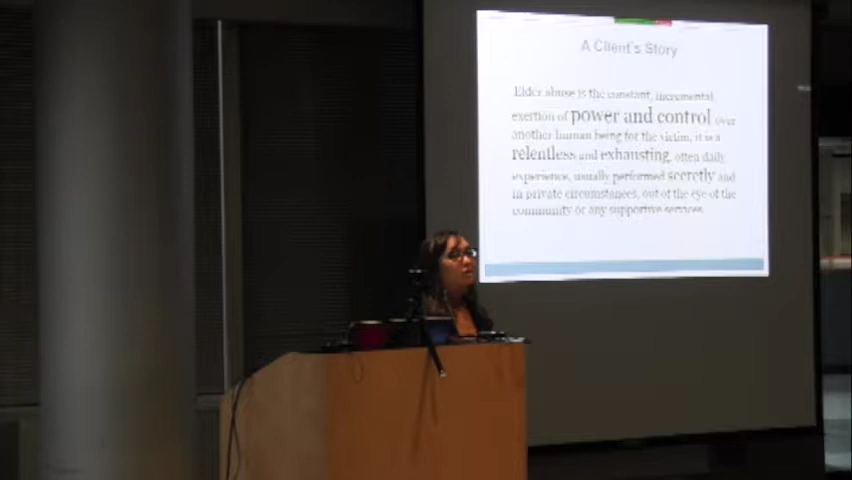 A Client's Story
Elder abuse is the constant, incremental
exertion of power and control over
another human being for the victim, it is a
relentless and exhausting, often daily
experience, usually performed secretly and
in private circumstances, out of the eye of the
community or any supportive services.